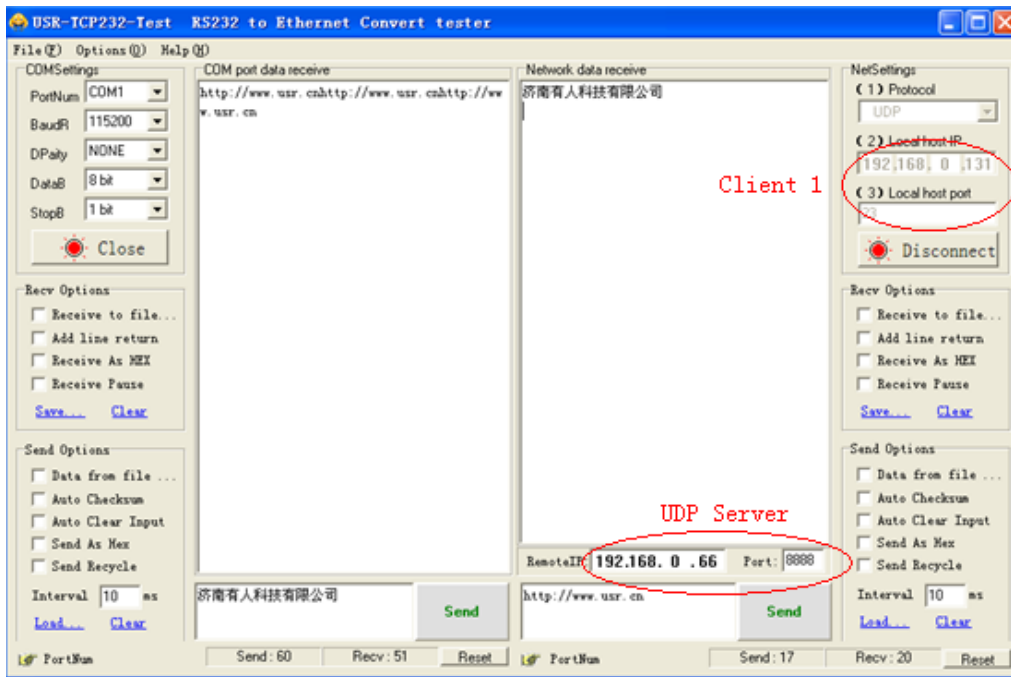 USR-TCP232-Test  RS232 to Ethernet Convert tester
File(F)  Options(O)  Help(H)
COMSettings
PortNum COM1
BaudR 115200
DPaity NONE
DataB 8 bit
StopB 1 bit
Close
Recv Options
Receive to file...
Add line return
Receive As HEX
Receive Pause
Save...  Clear
Send Options
Data from file ...
Auto Checksum
Auto Clear Input
Send As Hex
Send Recycle
Interval 10 ms
Load...  Clear
COM port data receive
http://www.usr.cnhttp://www.usr.cnhttp://ww
w.usr.cn
济南有人科技有限公司
Send
PortNum
Send : 60
Recv : 51
Reset
Network data receive
济南有人科技有限公司
Client 1
UDP Server
RemoteIP: 192.168. 0 .66  Port: 8888
http://www.usr.cn
Send
PortNum
Send : 17
Recv : 20
Reset
NetSettings
(1) Protocol
UDP
(2) Local host IP
192.168. 0 .131
(3) Local host port
Disconnect
Recv Options
Receive to file...
Add line return
Receive As HEX
Receive Pause
Save...  Clear
Send Options
Data from file ...
Auto Checksum
Auto Clear Input
Send As Hex
Send Recycle
Interval 10 ms
Load...  Clear